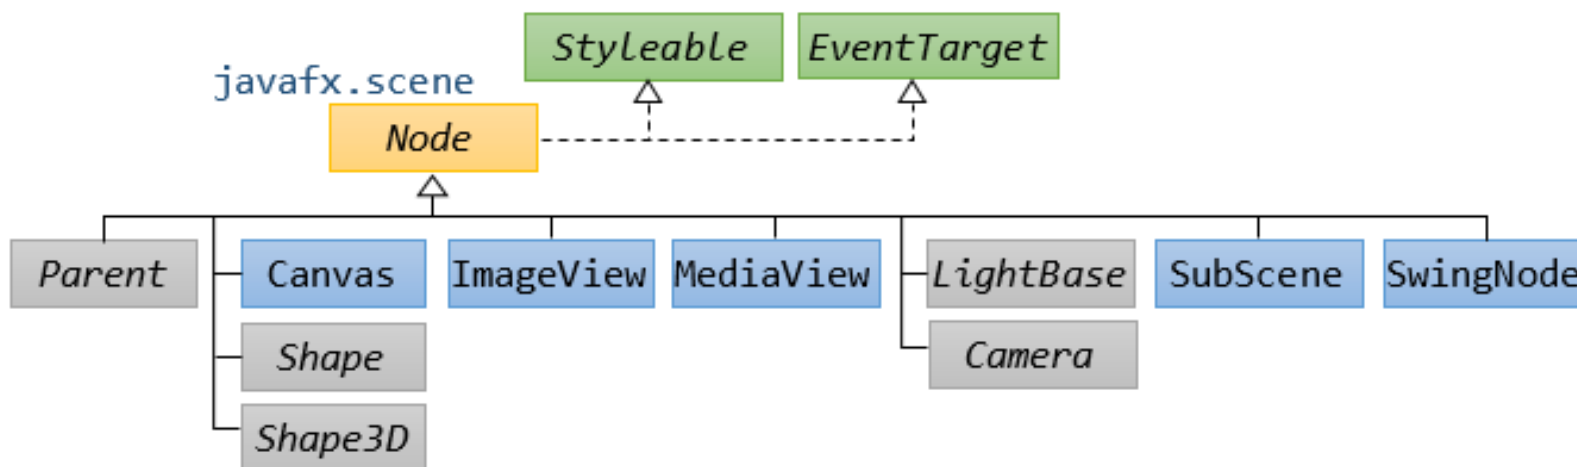 Styleable
EventTarget
javafx.scene
Node
Parent
Canvas
ImageView
MediaView
LightBase
SubScene
SwingNode
Shape
Camera
Shape3D